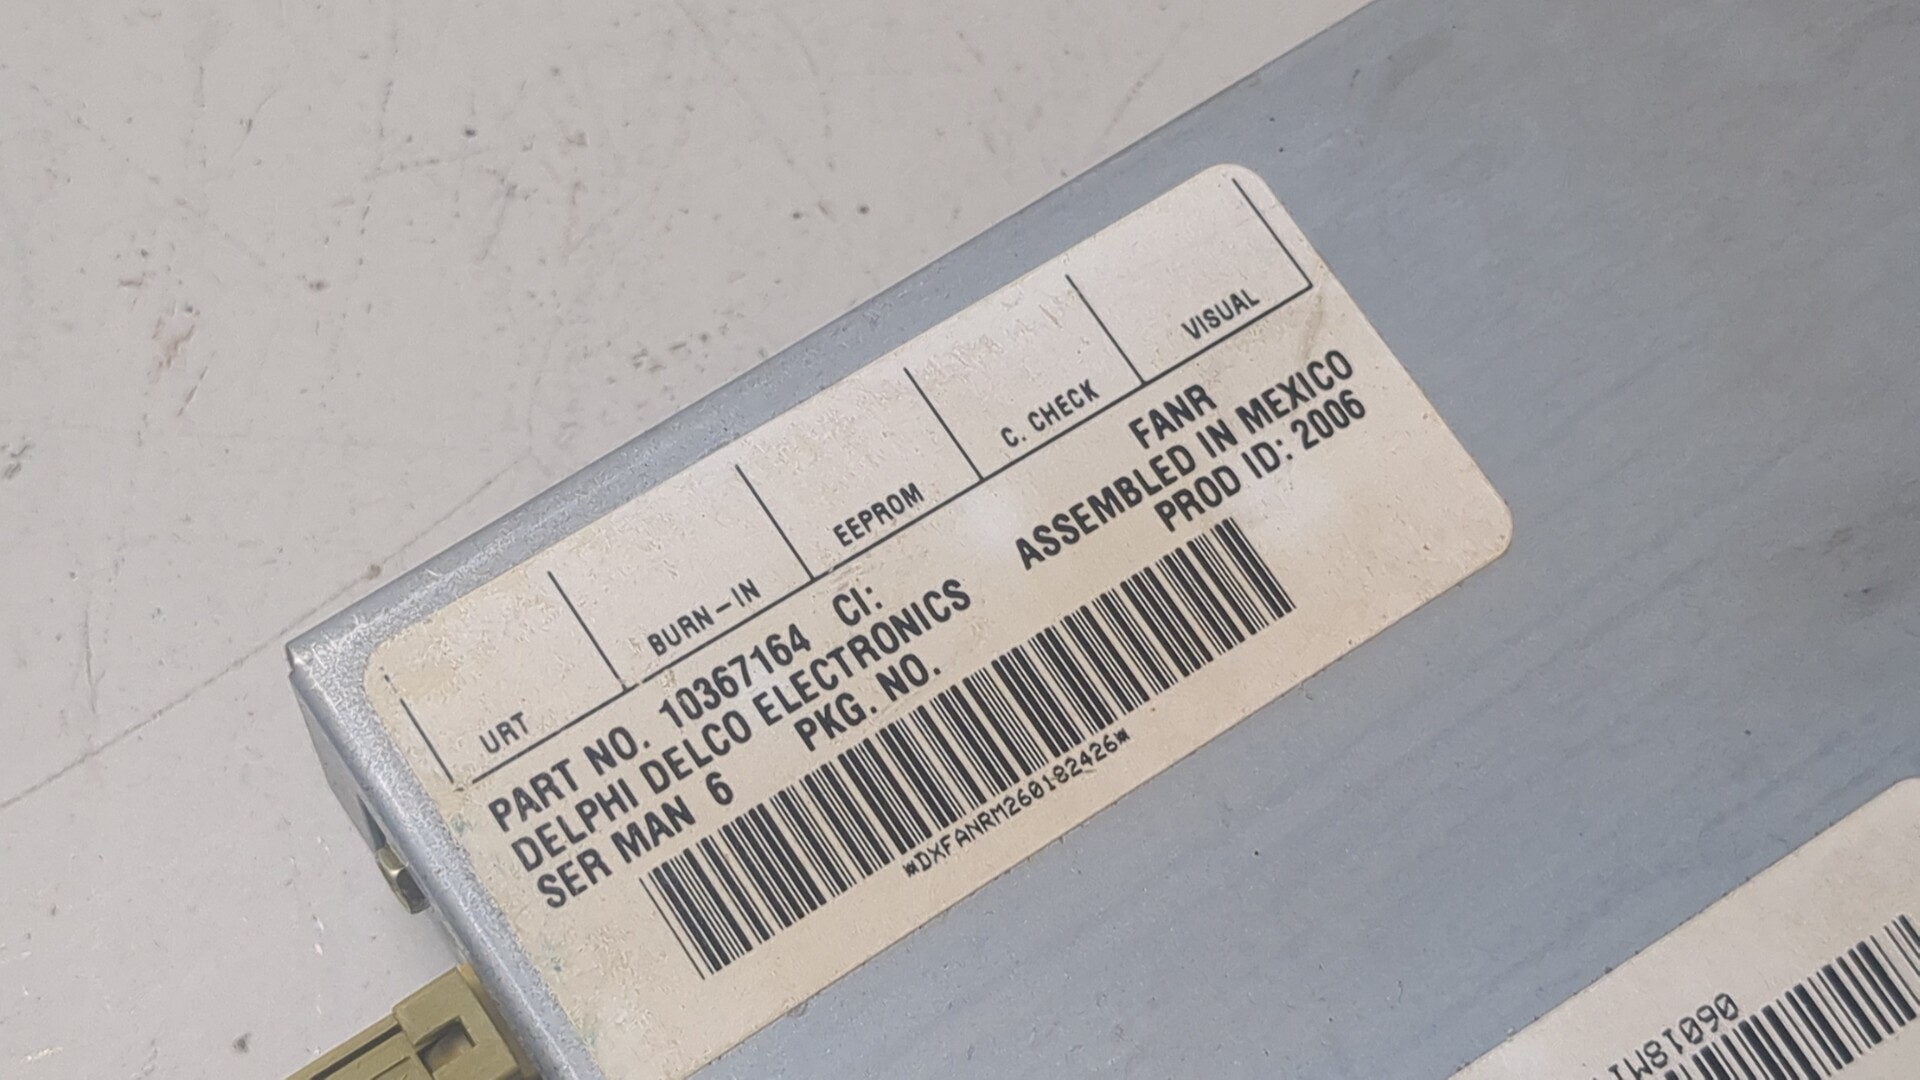 URT BURN-IN EEPROM C. CHECK VISUAL
PART NO. 10367164 CI: FANR
DELPHI DELCO ELECTRONICS ASSEMBLED IN MEXICO
SER MAN 6 PKG. NO. PROD ID: 2006
*DXFANRM260182426*